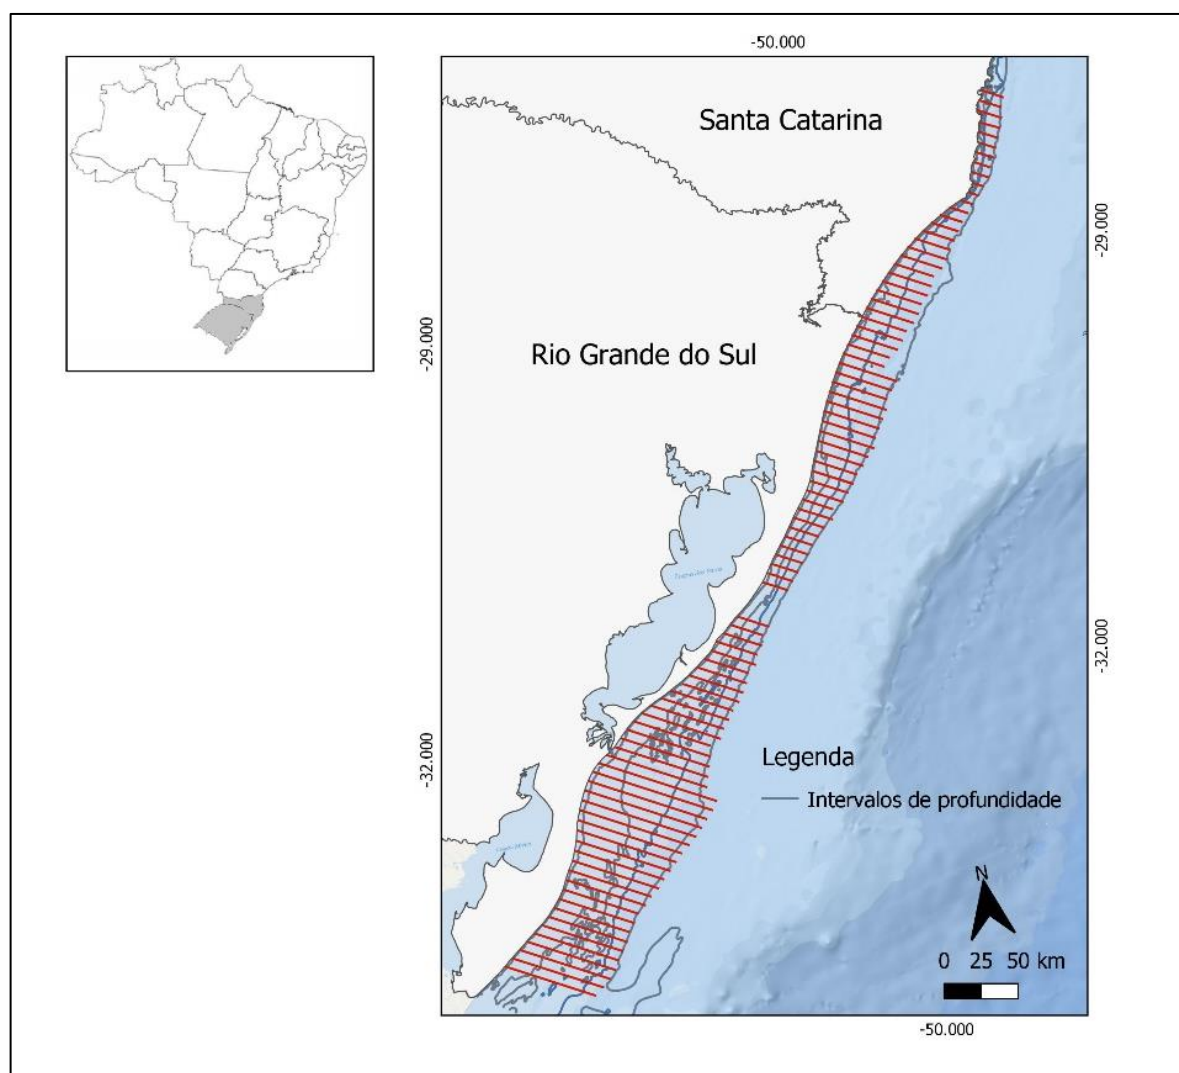 -50.000
Santa Catarina
-29.000
-29.000
Rio Grande do Sul
-32.000
-32.000
Legenda
Intervalos de profundidade
N
0 25 50 km
-50.000